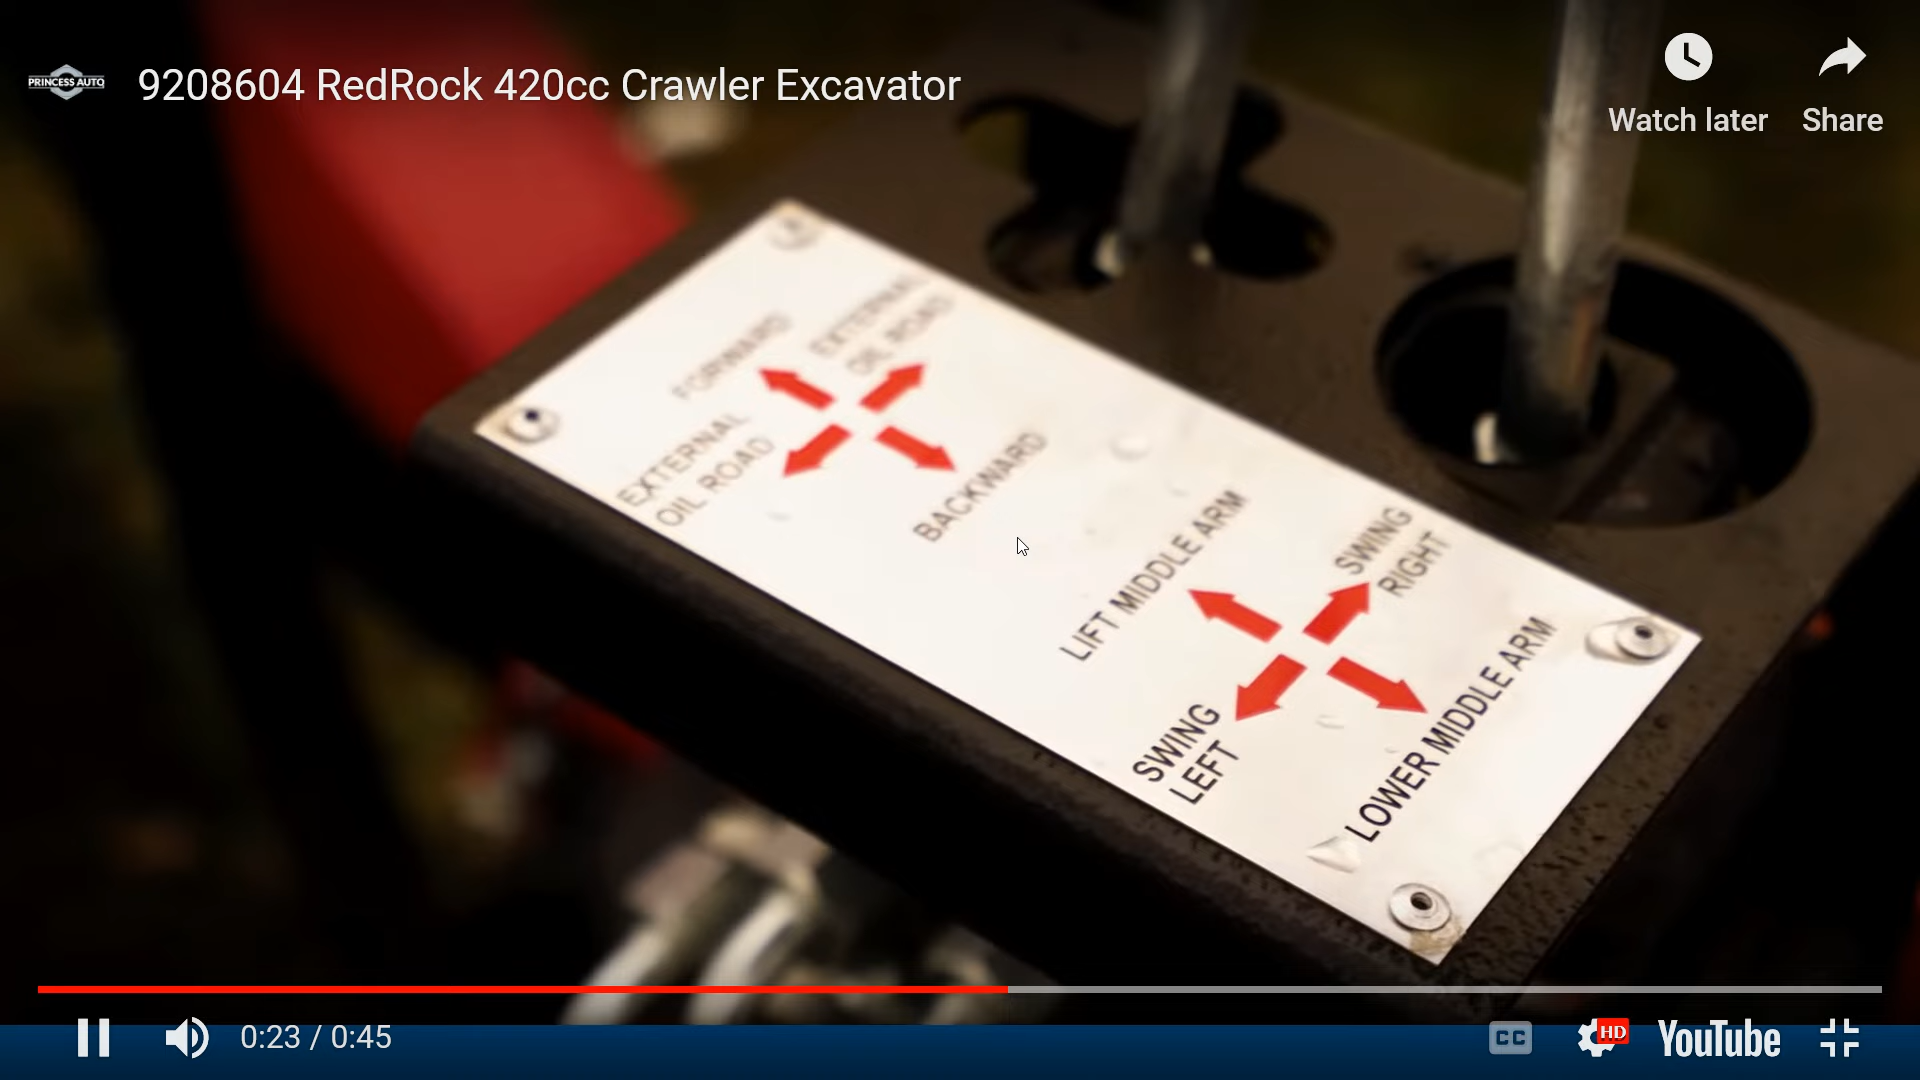 PRINCESS AUTO
9208604 RedRock 420cc Crawler Excavator
Watch later
Share
FORWARD
EXTERNAL
OIL ROAD
EXTERNAL
OIL ROAD
BACKWARD
LIFT MIDDLE ARM
SWING
RIGHT
SWING
LEFT
LOWER MIDDLE ARM
0:23 / 0:45
CC
HD
YouTube